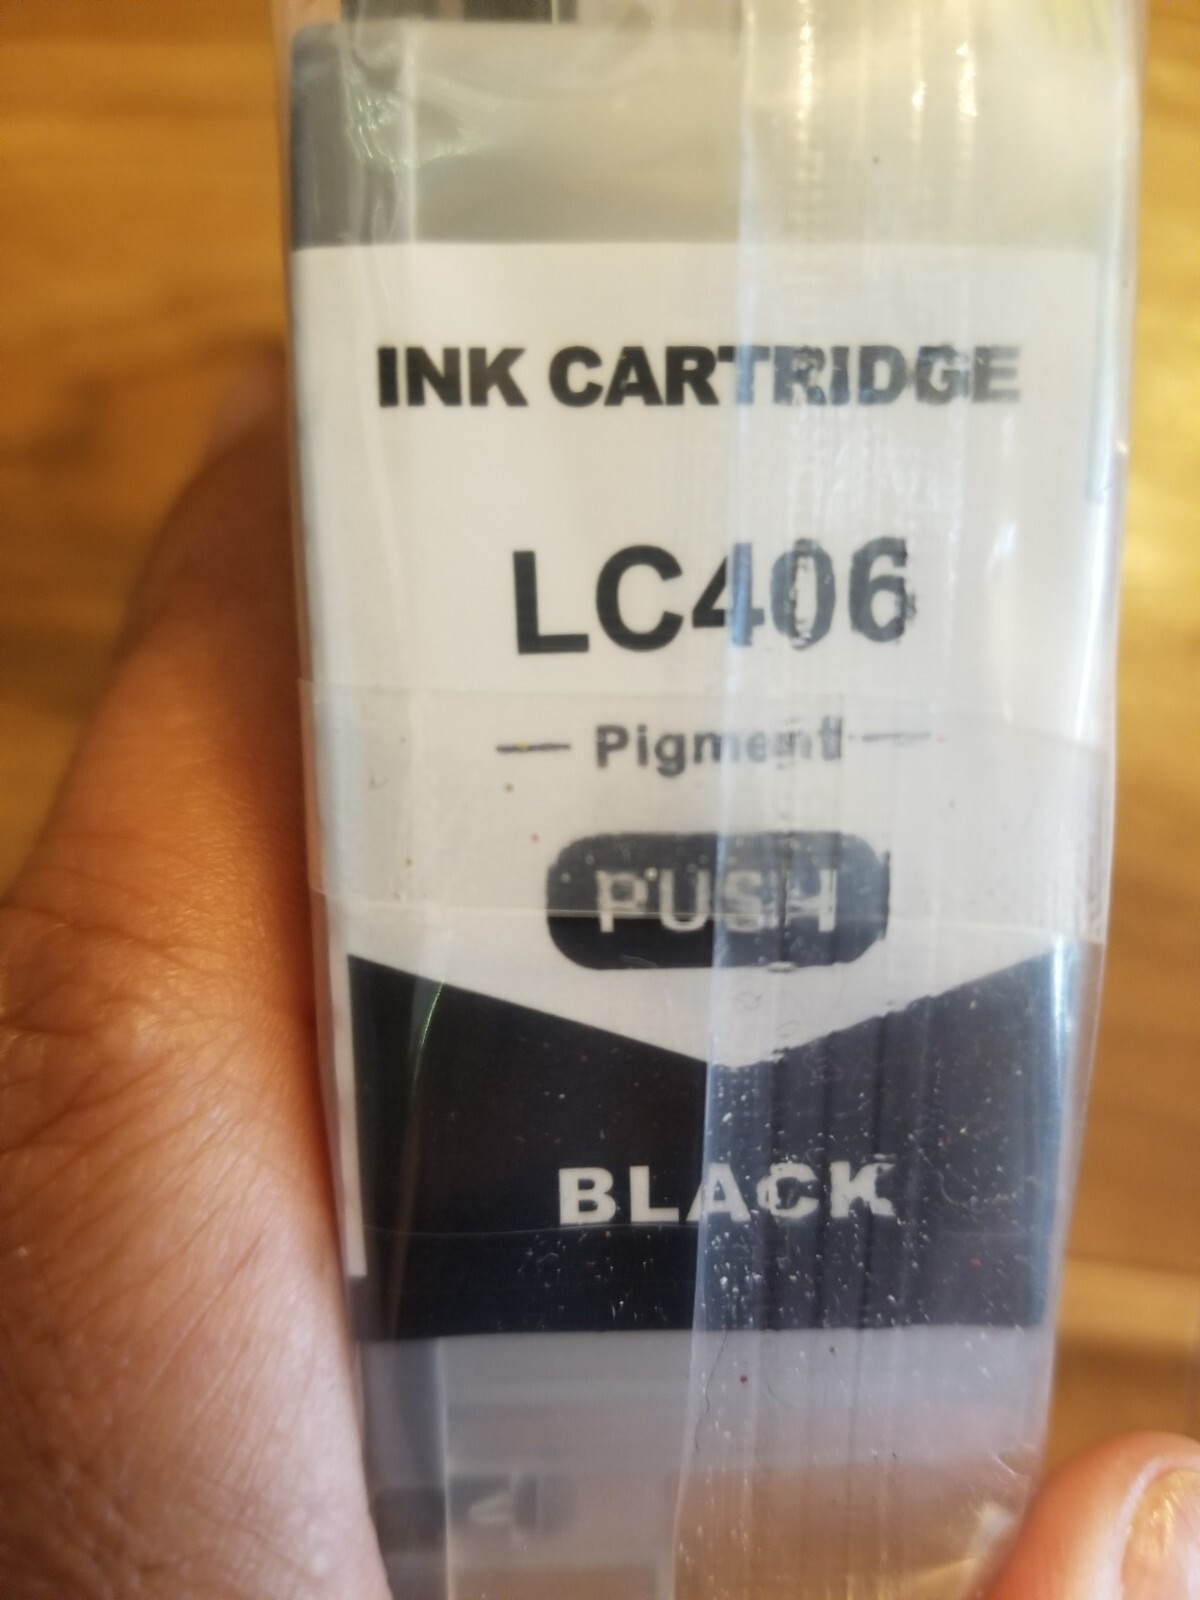 INK CARTRIDGE
LC406
Pigment
PUSH
BLACK